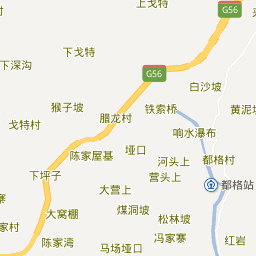 上戈特
G56
下戈特
下深沟
G56
白沙坡
猴子坡
铁索桥
黄泥坡
腊龙村
戈特村
响水瀑布
垭口
陈家屋基
河头上
都格村
下坪子
营头上
都格站
大营上
煤洞坡
大窝棚
松林坡
家村
冯家寨
陈家湾
马场垭口
红岩